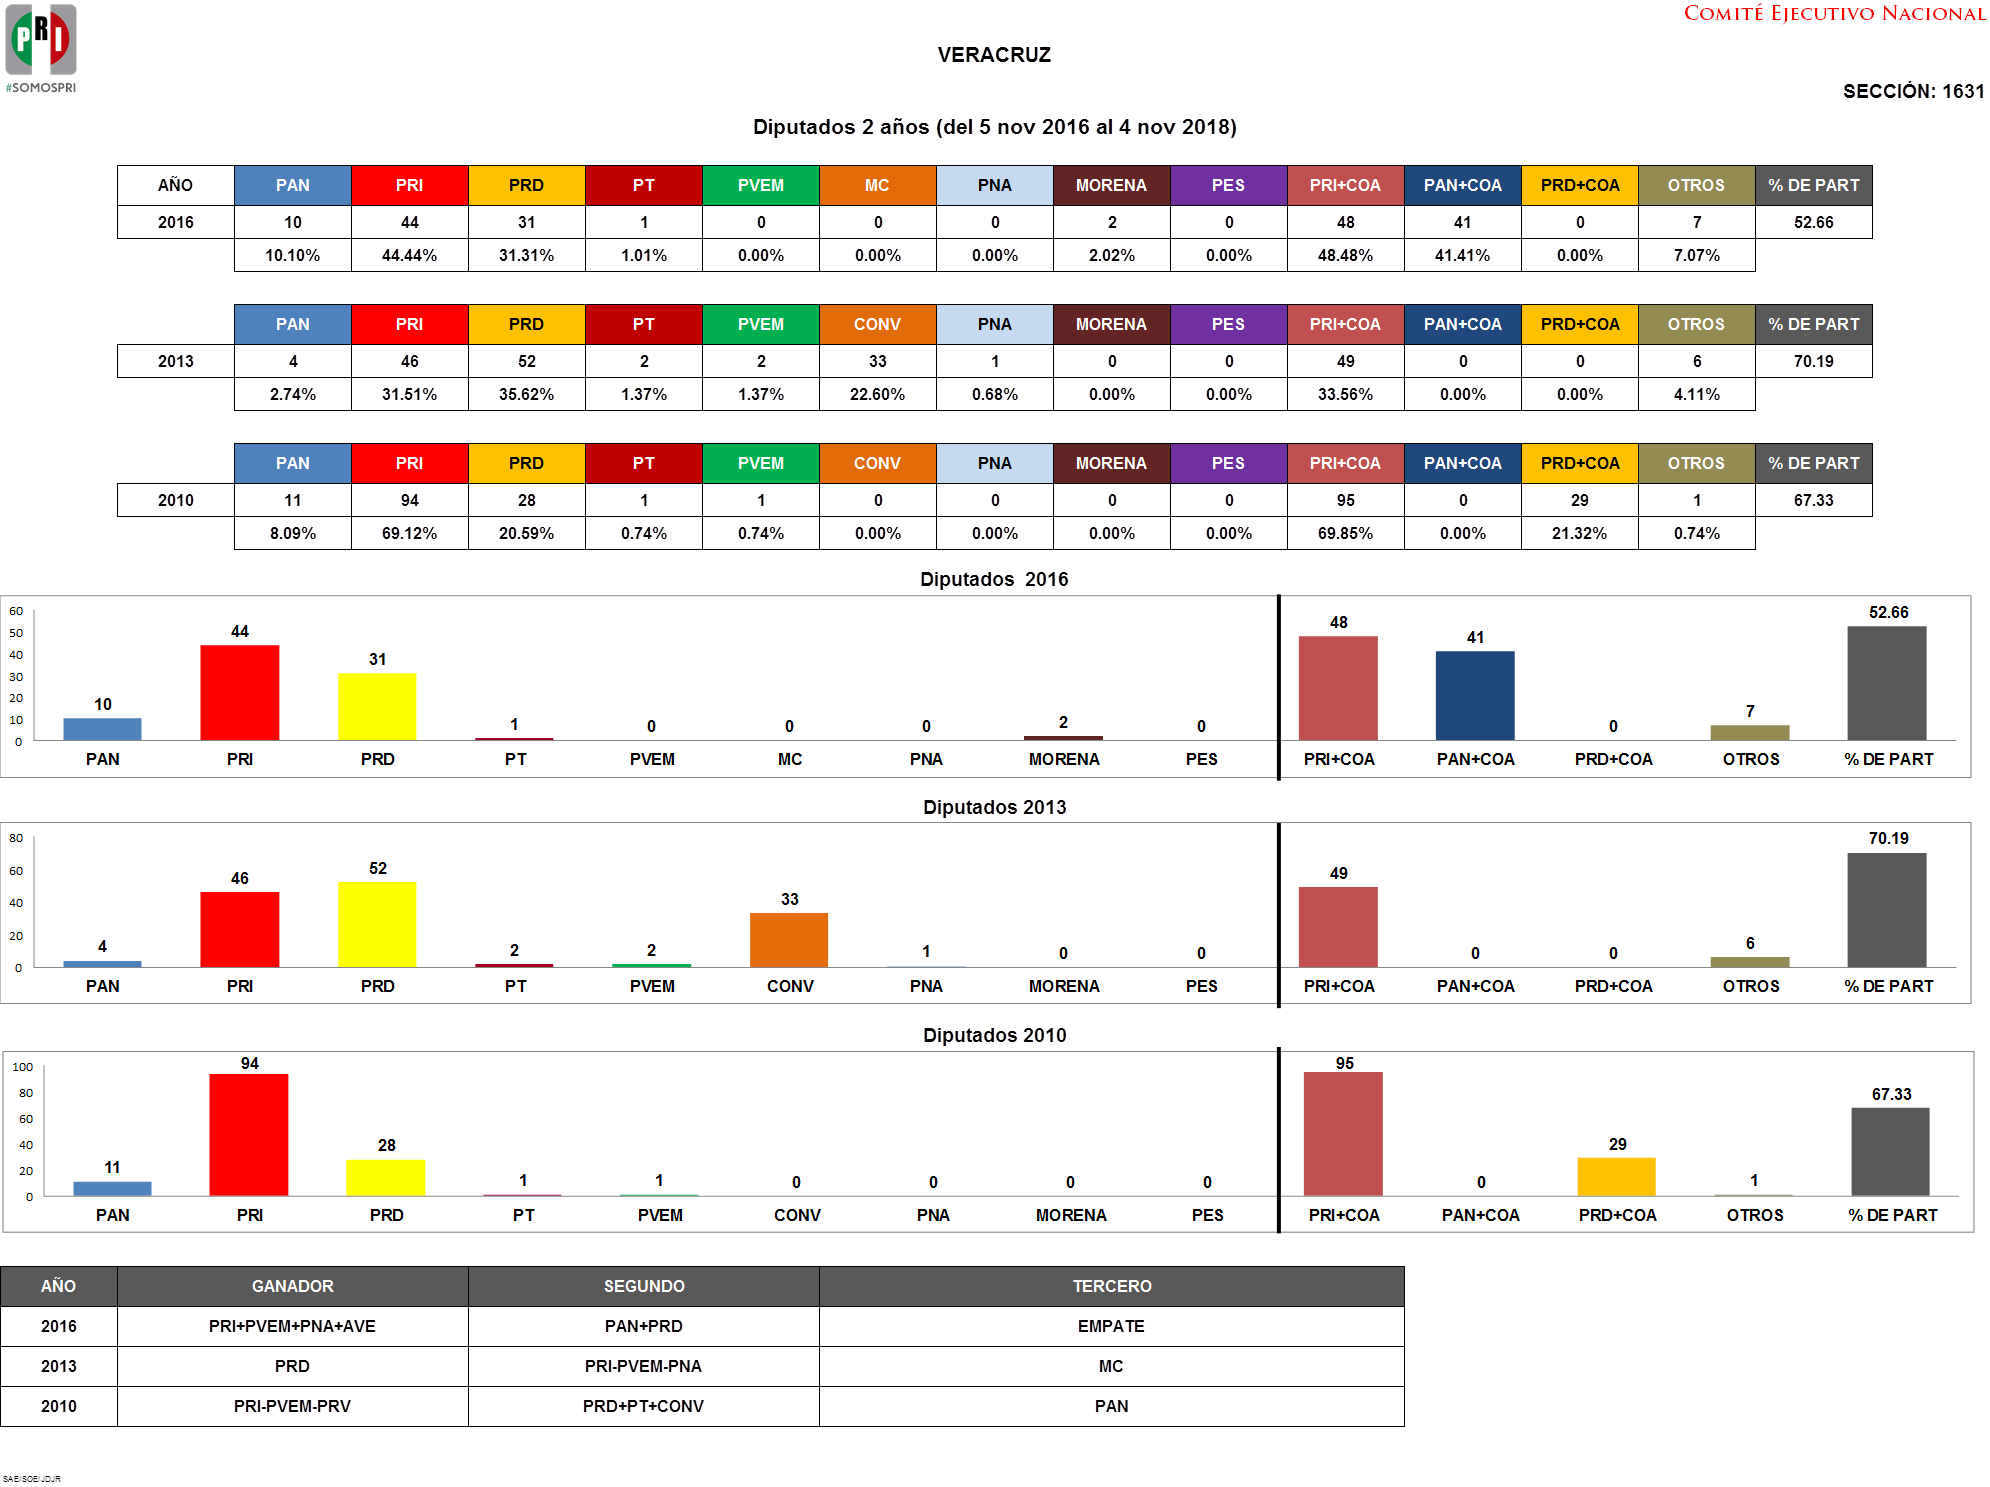 PRI
#SOMOSPRI
COMITÉ EJECUTIVO NACIONAL
VERACRUZ
SECCIÓN: 1631
Diputados 2 años (del 5 nov 2016 al 4 nov 2018)
AÑO PAN PRI PRD PT PVEM MC PNA MORENA PES PRI+COA PAN+COA PRD+COA OTROS % DE PART
2016 10 44 31 1 0 0 0 2 0 48 41 0 7 52.66
10.10% 44.44% 31.31% 1.01% 0.00% 0.00% 0.00% 2.02% 0.00% 48.48% 41.41% 0.00% 7.07%
PAN PRI PRD PT PVEM CONV PNA MORENA PES PRI+COA PAN+COA PRD+COA OTROS % DE PART
2013 4 46 52 2 2 33 1 0 0 49 0 0 6 70.19
2.74% 31.51% 35.62% 1.37% 1.37% 22.60% 0.68% 0.00% 0.00% 33.56% 0.00% 0.00% 4.11%
PAN PRI PRD PT PVEM CONV PNA MORENA PES PRI+COA PAN+COA PRD+COA OTROS % DE PART
2010 11 94 28 1 1 0 0 0 0 95 0 29 1 67.33
8.09% 69.12% 20.59% 0.74% 0.74% 0.00% 0.00% 0.00% 0.00% 69.85% 0.00% 21.32% 0.74%
Diputados 2016
60
50
40
30
20
10
0
10 44 31 1 0 0 0 2 0 48 41 0 7 52.66
PAN PRI PRD PT PVEM MC PNA MORENA PES PRI+COA PAN+COA PRD+COA OTROS % DE PART
Diputados 2013
80
60
40
20
0
4 46 52 2 2 33 1 0 0 49 0 0 6 70.19
PAN PRI PRD PT PVEM CONV PNA MORENA PES PRI+COA PAN+COA PRD+COA OTROS % DE PART
Diputados 2010
100
80
60
40
20
0
11 94 28 1 1 0 0 0 0 95 0 29 1 67.33
PAN PRI PRD PT PVEM CONV PNA MORENA PES PRI+COA PAN+COA PRD+COA OTROS % DE PART
AÑO GANADOR SEGUNDO TERCERO
2016 PRI+PVEM+PNA+AVE PAN+PRD EMPATE
2013 PRD PRI-PVEM-PNA MC
2010 PRI-PVEM-PRV PRD+PT+CONV PAN
SAE/SOE/JDJR